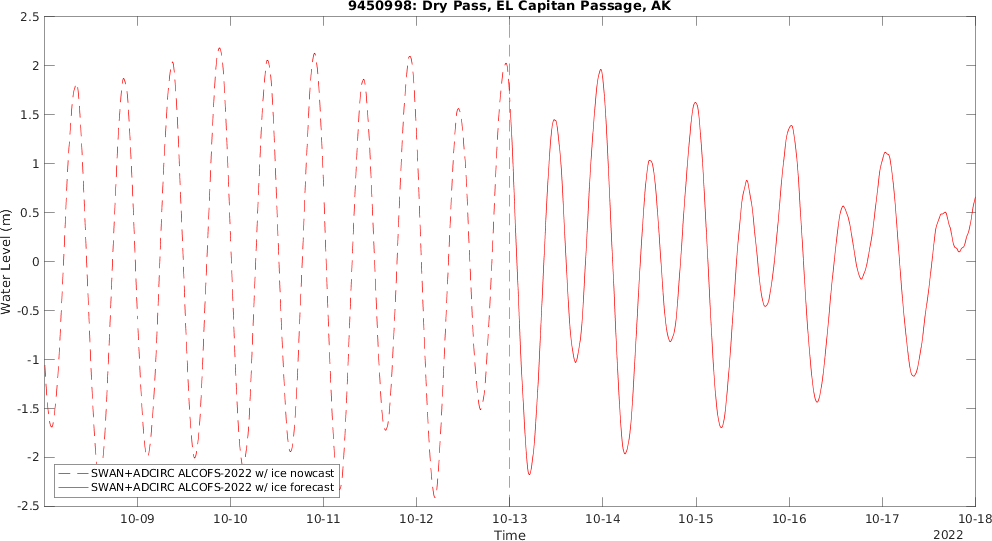 9450998: Dry Pass, EL Capitan Passage, AK
2.5
2
1.5
1
0.5
0
-0.5
-1
-1.5
-2
-2.5
Water Level (m)
SWAN+ADCIRC ALCOFS-2022 w/ ice nowcast
SWAN+ADCIRC ALCOFS-2022 w/ ice forecast
10-09 10-10 10-11 10-12 10-13 10-14 10-15 10-16 10-17 10-18
Time
2022